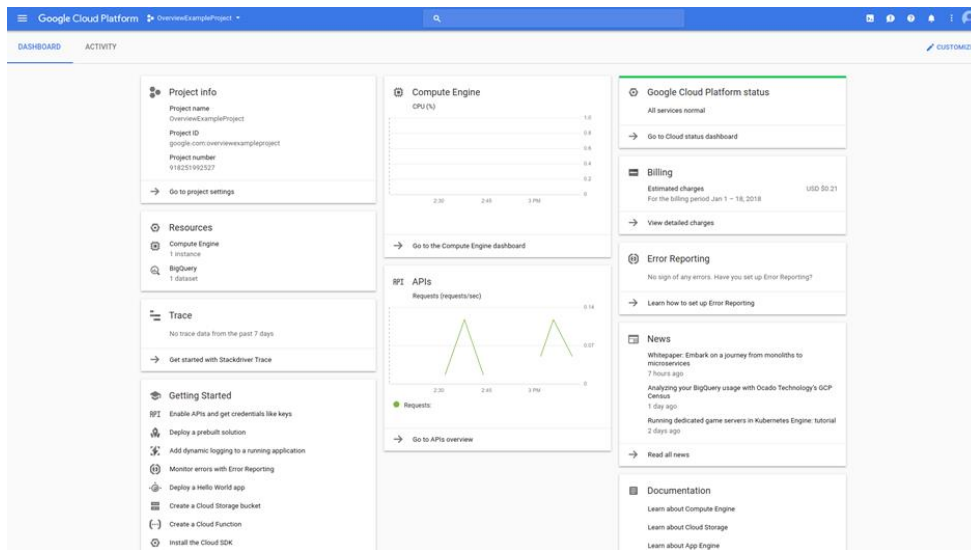 Google Cloud Platform
OverviewExampleProject
DASHBOARD
ACTIVITY
CUSTOMIZ
Project info
Project name
OverviewExampleProject
Project ID
google.com:overviewexampleproject
Project number
918251992527
Go to project settings
Resources
Compute Engine
1 instance
BigQuery
1 dataset
Trace
No trace data from the past 7 days
Get started with Stackdriver Trace
Getting Started
API Enable APIs and get credentials like keys
Deploy a prebuilt solution
Add dynamic logging to a running application
Monitor errors with Error Reporting
Deploy a Hello World app
Create a Cloud Storage bucket
Create a Cloud Function
Install the Cloud SDK
Compute Engine
CPU (%)
1.0
0.8
0.6
0.4
0.2
0
2:30 2:45 3 PM
Go to the Compute Engine dashboard
API APIs
Requests (requests/sec)
0.14
0.07
0
2:30 2:45 3 PM
Requests:
Go to APIs overview
Google Cloud Platform status
All services normal
Go to Cloud status dashboard
Billing
Estimated charges USD $0.21
For the billing period Jan 1 – 18, 2018
View detailed charges
Error Reporting
No sign of any errors. Have you set up Error Reporting?
Learn how to set up Error Reporting
News
Whitepaper: Embark on a journey from monoliths to
microservices
7 hours ago
Analyzing your BigQuery usage with Ocado Technology's GCP
Census
1 day ago
Running dedicated game servers in Kubernetes Engine: tutorial
2 days ago
Read all news
Documentation
Learn about Compute Engine
Learn about Cloud Storage
Learn about App Engine